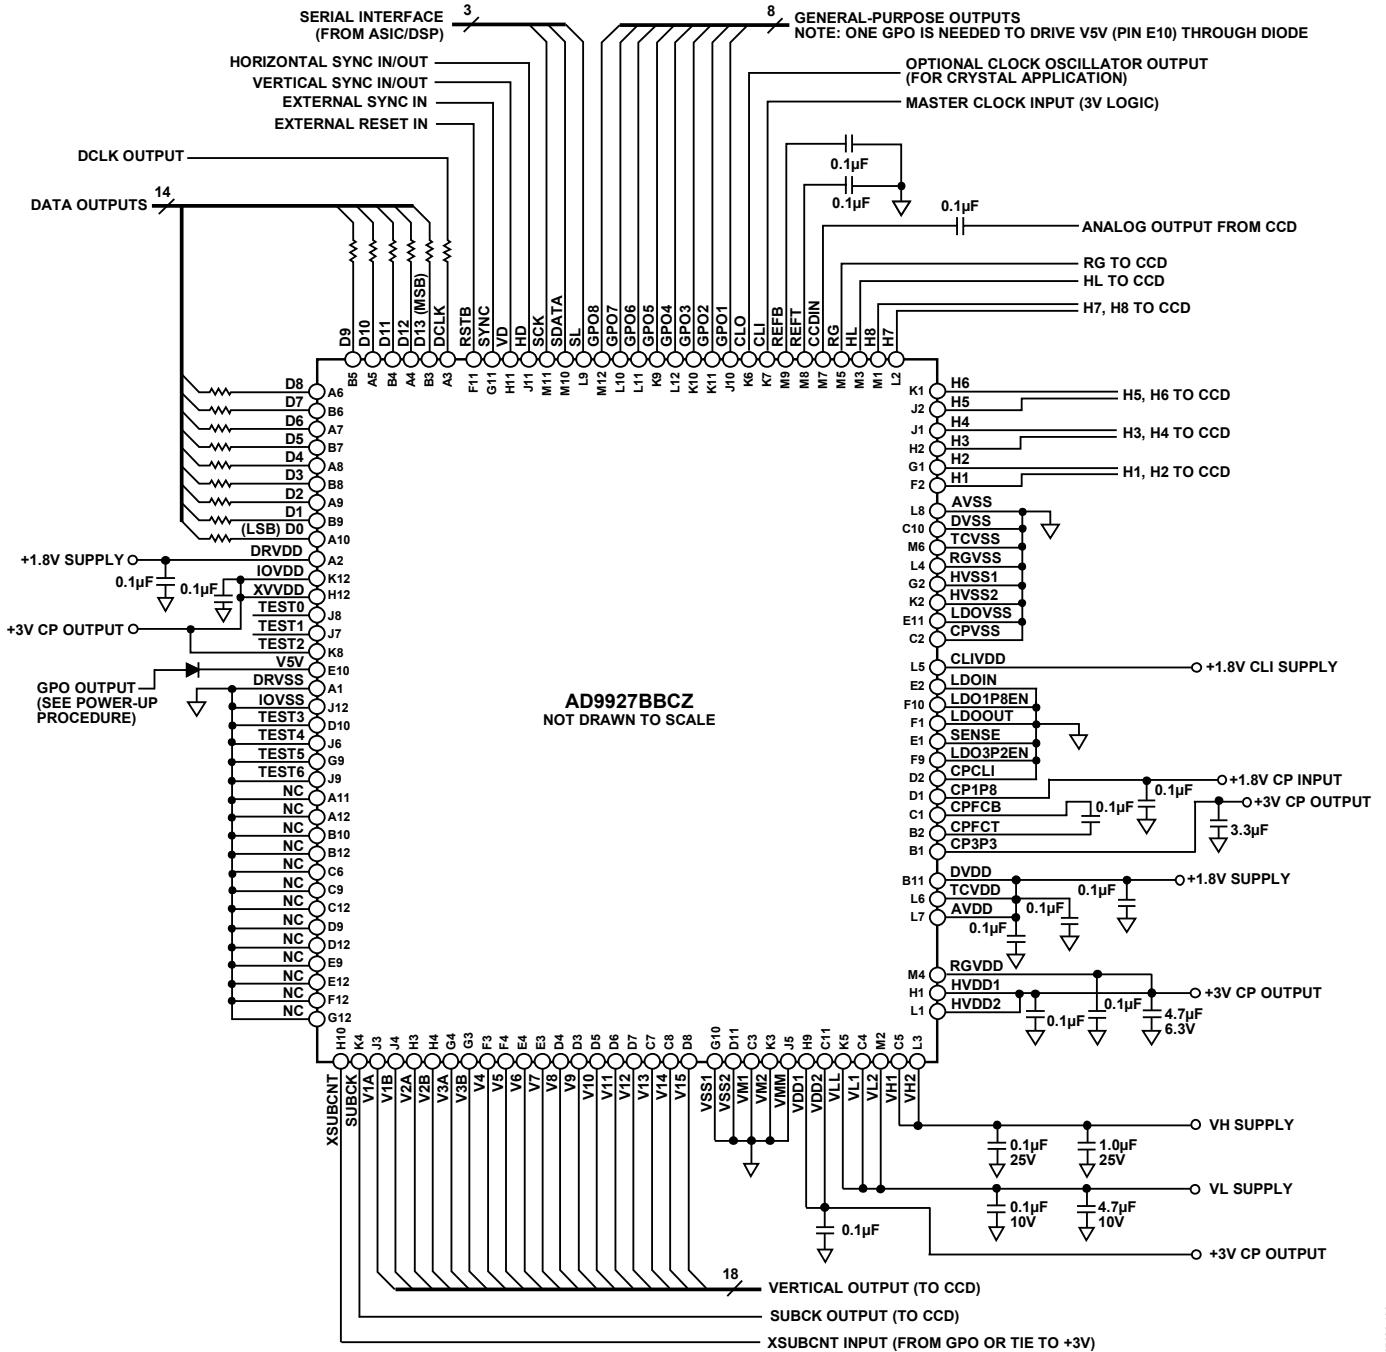 SERIAL INTERFACE
(FROM ASIC/DSP)
3
8
GENERAL-PURPOSE OUTPUTS
NOTE: ONE GPO IS NEEDED TO DRIVE V5V (PIN E10) THROUGH DIODE
HORIZONTAL SYNC IN/OUT
VERTICAL SYNC IN/OUT
EXTERNAL SYNC IN
EXTERNAL RESET IN
OPTIONAL CLOCK OSCILLATOR OUTPUT
(FOR CRYSTAL APPLICATION)
MASTER CLOCK INPUT (3V LOGIC)
DCLK OUTPUT
14
DATA OUTPUTS
0.1µF
0.1µF
0.1µF
ANALOG OUTPUT FROM CCD
RG TO CCD
HL TO CCD
H7, H8 TO CCD
D9
D10
D11
D12
D13 (MSB)
DCLK
RSTB
SYNC
VD
HD
SCK
SDATA
SL
GPO8
GPO7
GPO6
GPO5
GPO4
GPO3
GPO2
GPO1
CLO
CLI
REFB
REFT
CCDIN
RG
HL
H8
H7
B5
A5
B4
A4
B3
A3
F11
G11
H11
J11
M11
M10
L9
M12
L10
L11
K9
L12
K10
K11
J10
K6
K7
M9
M8
M7
M5
M3
M1
L2
D8 A6
D7 B6
D6 A7
D5 B7
D4 A8
D3 B8
D2 A9
D1 B9
(LSB) D0 A10
+1.8V SUPPLY
DRVDD A2
0.1µF
IOVDD K12
0.1µF
XVVDD H12
TEST0 J8
+3V CP OUTPUT
TEST1 J7
TEST2 K8
V5V E10
GPO OUTPUT
(SEE POWER-UP
PROCEDURE)
DRVSS A1
IOVSS J12
TEST3 D10
TEST4 J6
TEST5 G9
TEST6 J9
NC A11
NC A12
NC B10
NC B12
NC C6
NC C9
NC C12
NC D9
NC D12
NC E9
NC E12
NC F12
NC G12
AD9927BBCZ
NOT DRAWN TO SCALE
K1 H6
J2 H5
H5, H6 TO CCD
J1 H4
H2 H3
H3, H4 TO CCD
G1 H2
F2 H1
H1, H2 TO CCD
L8 AVSS
C10 DVSS
M6 TCVSS
L4 RGVSS
G2 HVSS1
K2 HVSS2
E11 LDOVSS
C2 CPVSS
L5 CLIVDD
+1.8V CLI SUPPLY
E2 LDOIN
F10 LDO1P8EN
F1 LDOOUT
E1 SENSE
F9 LDO3P2EN
D2 CPCLI
D1 CP1P8
+1.8V CP INPUT
0.1µF
C1 CPFCB
0.1µF
+3V CP OUTPUT
B2 CPFCT
3.3µF
B1 CP3P3
B11 DVDD
+1.8V SUPPLY
0.1µF
L6 TCVDD
0.1µF
L7 AVDD
0.1µF
M4 RGVDD
H1 HVDD1
+3V CP OUTPUT
L1 HVDD2
0.1µF
0.1µF
4.7µF
6.3V
H10
K4
J3
J4
H3
H4
G4
G3
F3
F4
E4
E3
D4
D3
D5
D6
D7
C7
C8
D8
G10
D11
C3
K3
J5
H9
C11
K5
C4
M2
C5
L3
XSUBCNT
SUBCK
V1A
V1B
V2A
V2B
V3A
V3B
V4
V5
V6
V7
V8
V9
V10
V11
V12
V13
V14
V15
VSS1
VSS2
VM1
VM2
VMM
VDD1
VDD2
VLL
VL1
VL2
VH1
VH2
VH SUPPLY
0.1µF
25V
1.0µF
25V
VL SUPPLY
0.1µF
10V
4.7µF
10V
0.1µF
+3V CP OUTPUT
18
VERTICAL OUTPUT (TO CCD)
SUBCK OUTPUT (TO CCD)
XSUBCNT INPUT (FROM GPO OR TIE TO +3V)